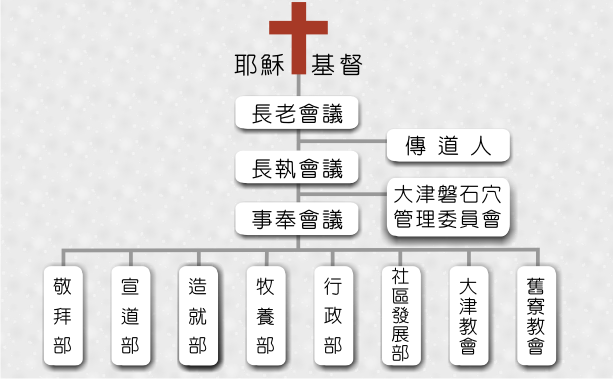 耶穌 基督
長老會議
傳道人
長執會議
大津磐石穴
管理委員會
事奉會議
敬拜部
宣道部
造就部
牧養部
行政部
社區發展部
大津教會
舊寮教會